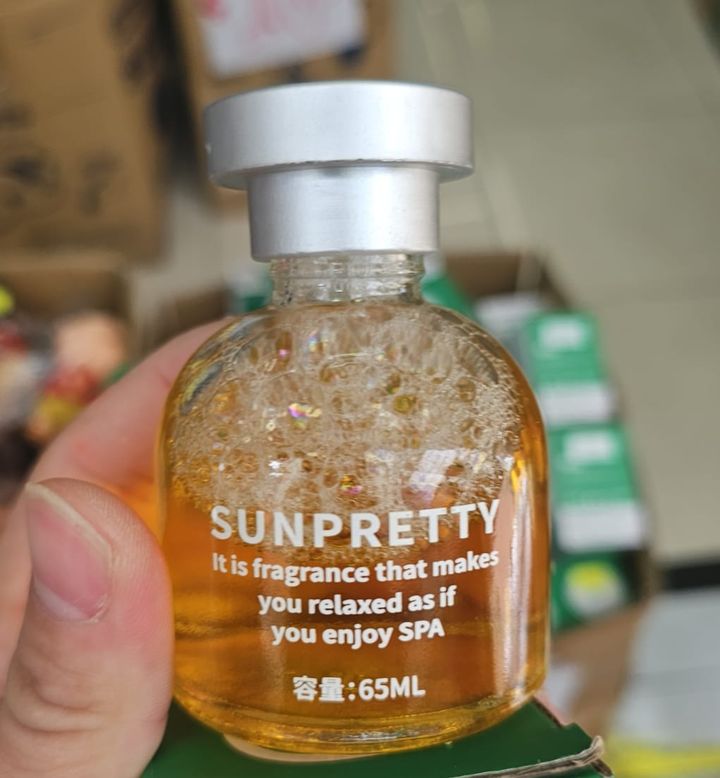 SUNPRETTY
It is fragrance that makes
you relaxed as if
you enjoy SPA
容量:65ML